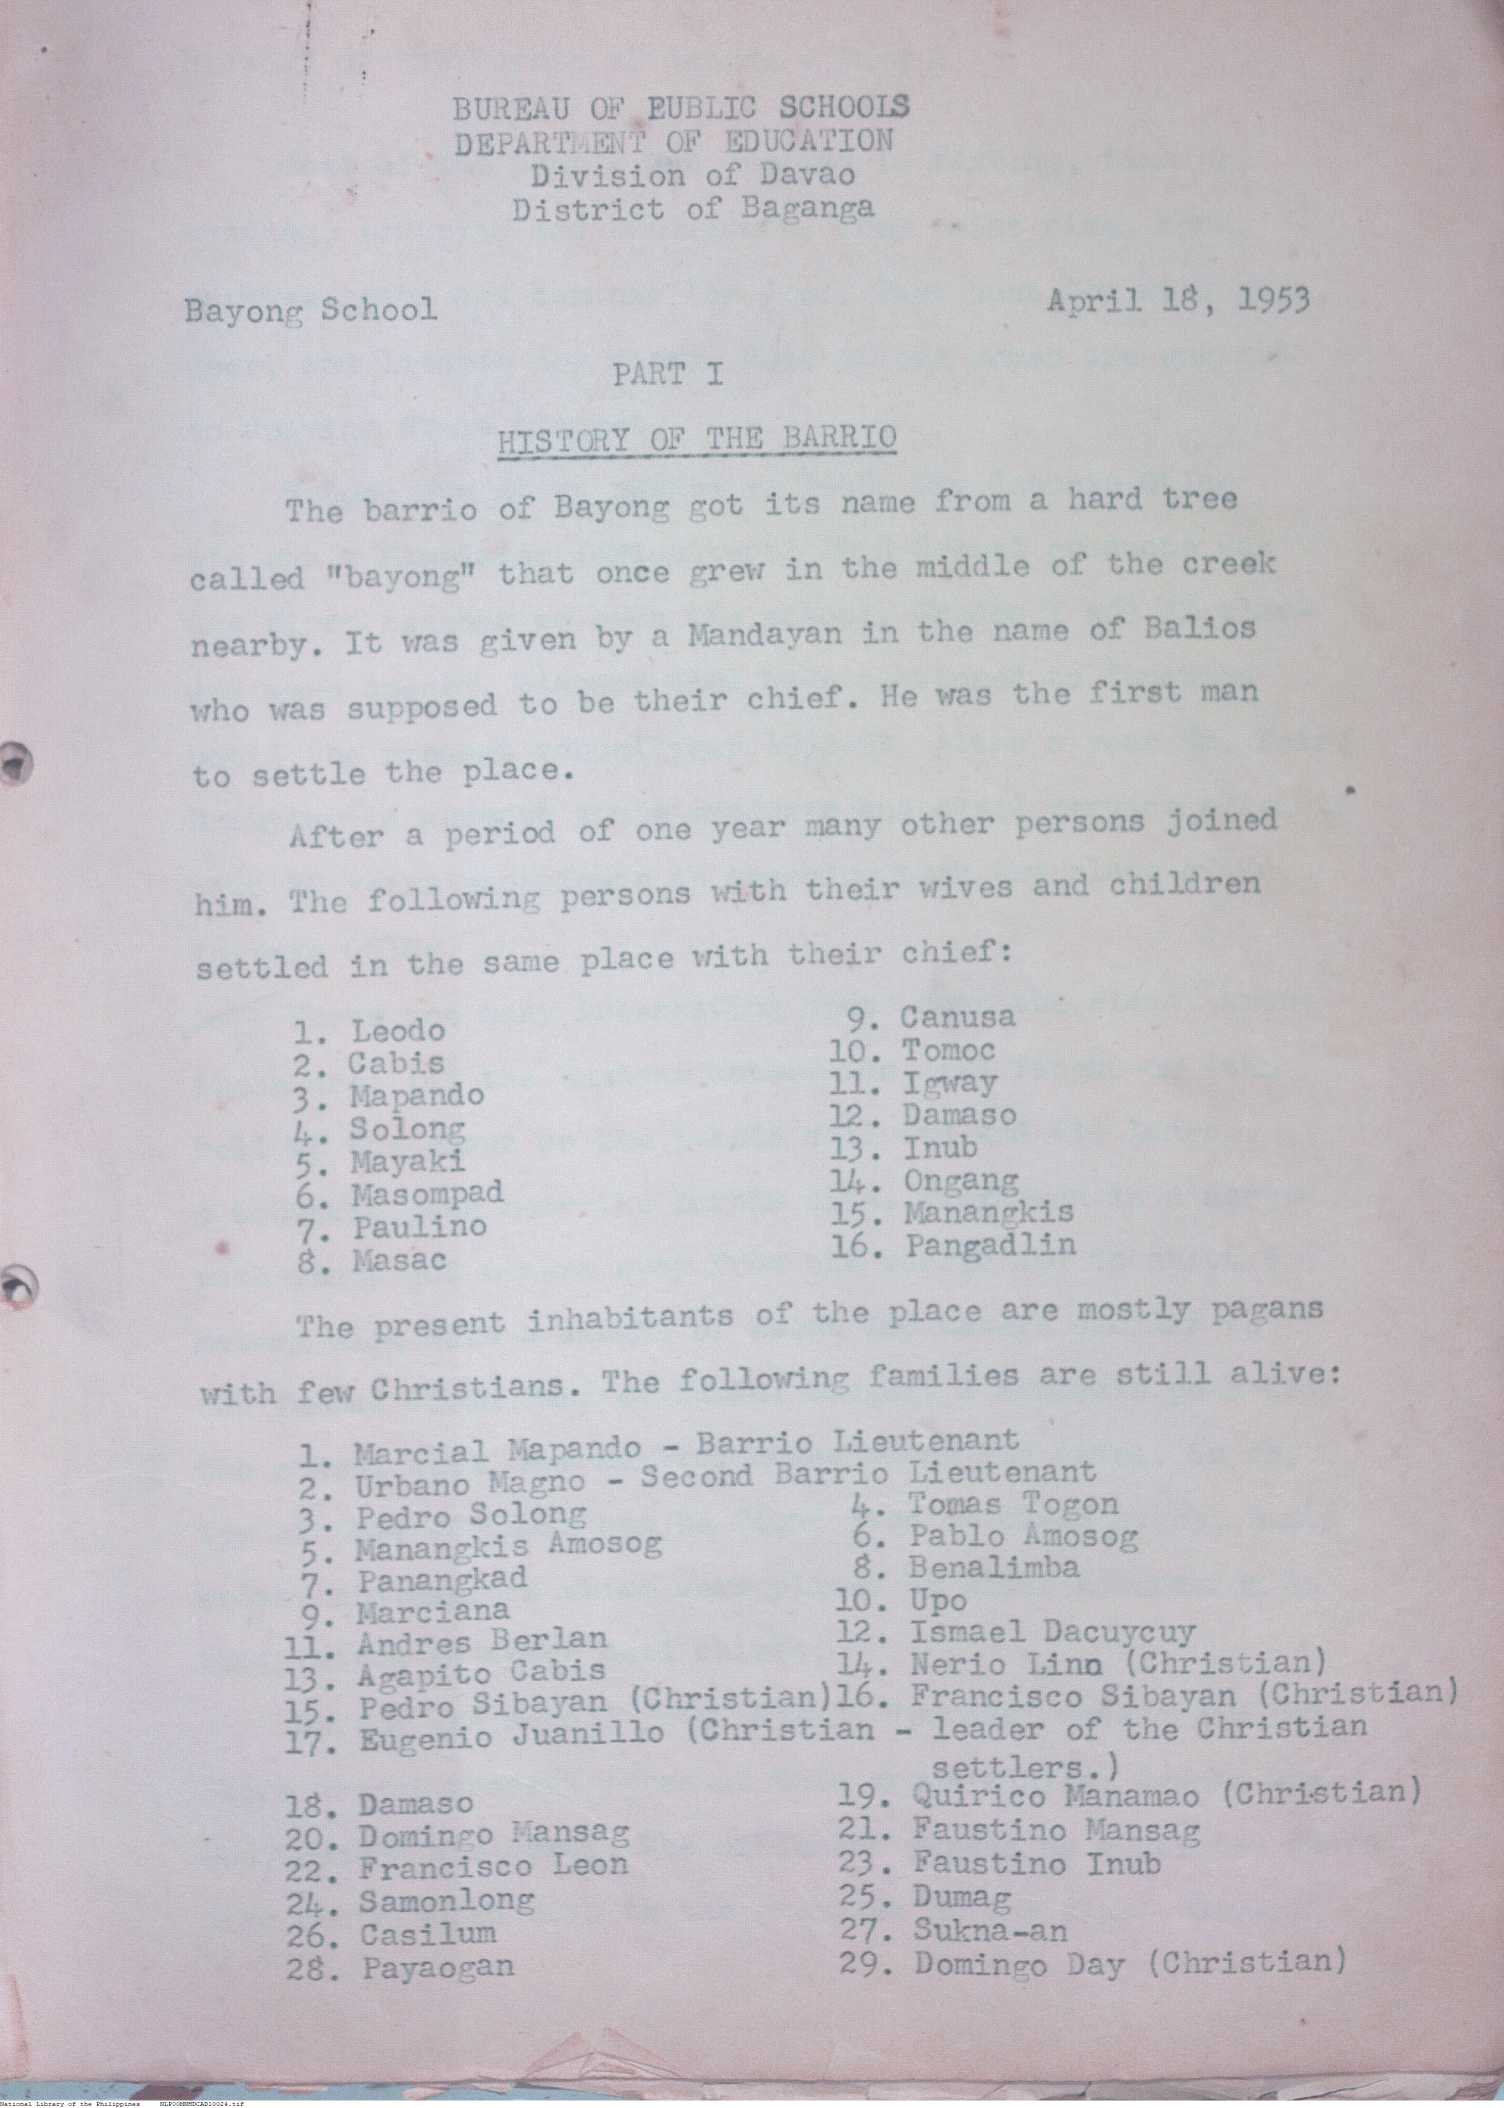 BUREAU OF PUBLIC SCHOOLS
DEPARTMENT OF EDUCATION
Division of Davao
District of Baganga
Bayong School April 18, 1953
PART I
HISTORY OF THE BARRIO
The barrio of Bayong got its name from a hard tree
called "bayong" that once grew in the middle of the creek
nearby. It was given by a Mandayan in the name of Balios
who was supposed to be their chief. He was the first man
to settle the place.
After a period of one year many other persons joined
him. The following persons with their wives and children
settled in the same place with their chief:
1. Leodo 9. Canusa
2. Cabis 10. Tomoc
3. Mapando 11. Igway
4. Solong 12. Damaso
5. Mayaki 13. Inub
6. Masompad 14. Ongang
7. Paulino 15. Manangkis
8. Masac 16. Pangadlin
The present inhabitants of the place are mostly pagans
with few Christians. The following families are still alive:
1. Marcial Mapando - Barrio Lieutenant
2. Urbano Magno - Second Barrio Lieutenant
3. Pedro Solong 4. Tomas Togon
5. Manangkis Amosog 6. Pablo Amosog
7. Panangkad 8. Benalimba
9. Marciana 10. Upo
11. Andres Berlan 12. Ismael Dacuycuy
13. Agapito Cabis 14. Nerio Linn (Christian)
15. Pedro Sibayan (Christian)16. Francisco Sibayan (Christian)
17. Eugenio Juanillo (Christian - leader of the Christian
settlers.)
18. Damaso 19. Quirico Manamao (Christian)
20. Domingo Mansag 21. Faustino Mansag
22. Francisco Leon 23. Faustino Inub
24. Samonlong 25. Dumag
26. Casilum 27. Sukna-an
28. Payaogan 29. Domingo Day (Christian)
National Library of the Philippines